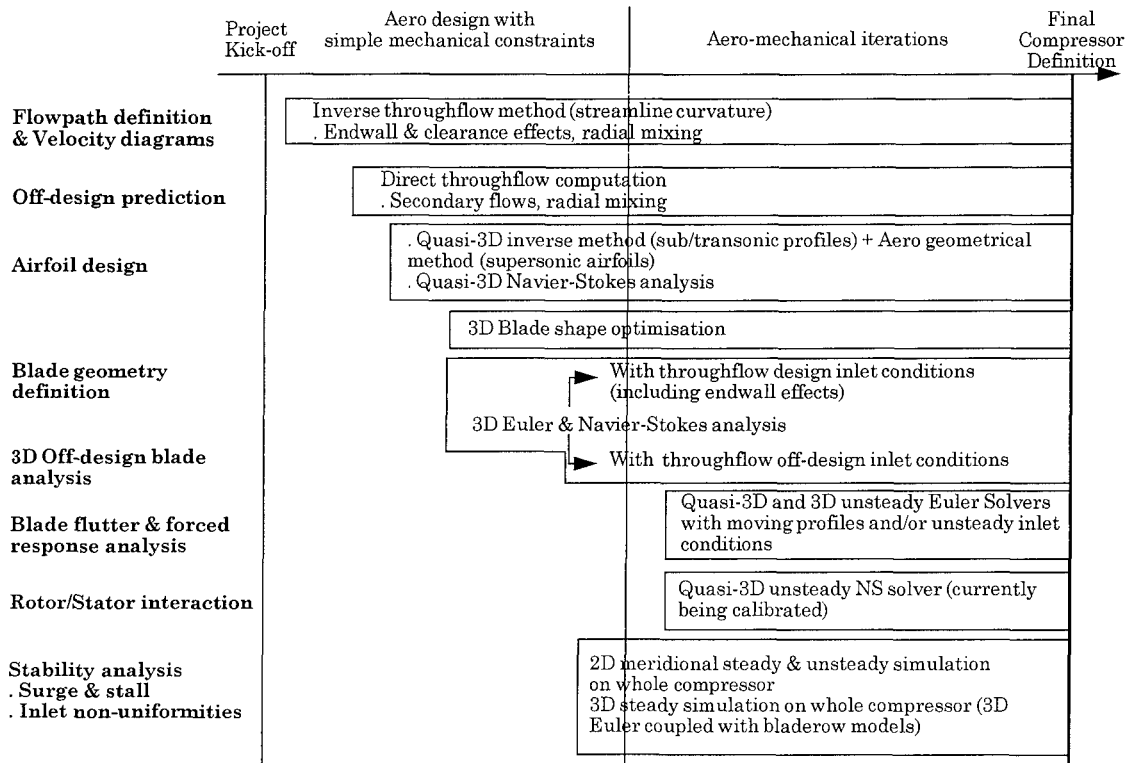 Project
Kick-off
Aero design with
simple mechanical constraints
Aero-mechanical iterations
Final
Compressor
Definition
Flowpath definition
& Velocity diagrams
Inverse throughflow method (streamline curvature)
. Endwall & clearance effects, radial mixing
Off-design prediction
Direct throughflow computation
. Secondary flows, radial mixing
Airfoil design
. Quasi-3D inverse method (sub/transonic profiles) + Aero geometrical
method (supersonic airfoils)
. Quasi-3D Navier-Stokes analysis
3D Blade shape optimisation
Blade geometry
definition
With throughflow design inlet conditions
(including endwall effects)
3D Euler & Navier-Stokes analysis
3D Off-design blade
analysis
With throughflow off-design inlet conditions
Blade flutter & forced
response analysis
Quasi-3D and 3D unsteady Euler Solvers
with moving profiles and/or unsteady inlet
conditions
Rotor/Stator interaction
Quasi-3D unsteady NS solver (currently
being calibrated)
Stability analysis
. Surge & stall
. Inlet non-uniformities
2D meridional steady & unsteady simulation
on whole compressor
3D steady simulation on whole compressor (3D
Euler coupled with bladerow models)